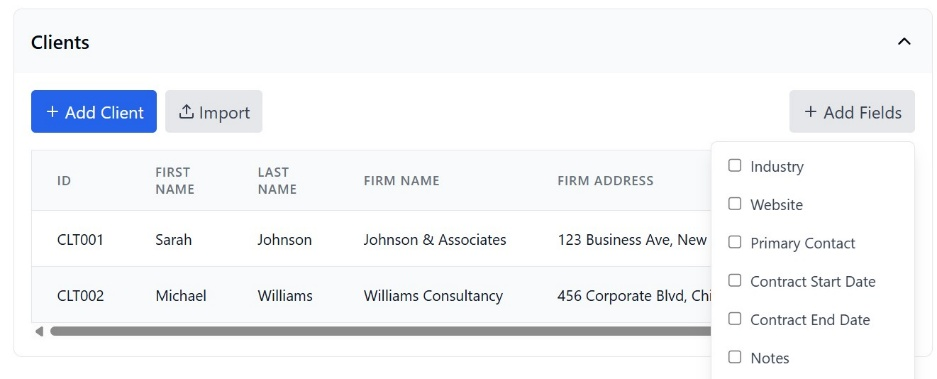 Clients
+ Add Client
Import
+ Add Fields
ID
FIRST
NAME
LAST
NAME
FIRM NAME
FIRM ADDRESS
CLT001
Sarah
Johnson
Johnson & Associates
123 Business Ave, New
CLT002
Michael
Williams
Williams Consultancy
456 Corporate Blvd,
Industry
Website
Primary Contact
Contract Start Date
Contract End Date
Notes